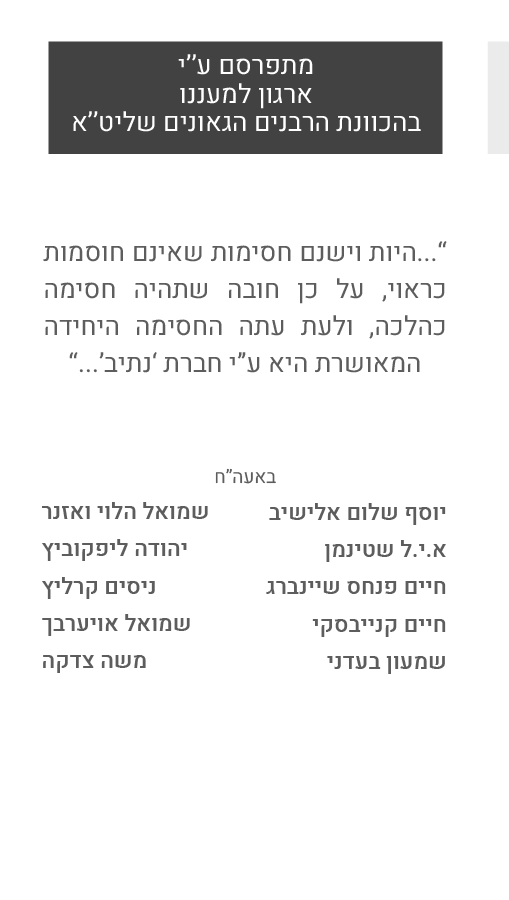 מתפרסם ע’’י
ארגון למעננו
בהכוונת הרבנים הגאונים שליט’’א
“...היות וישנם חסימות שאינם חוסמות
כראוי, על כן חובה שתהיה חסימה
כהלכה, ולעת עתה החסימה היחידה
המאושרת היא ע”י חברת ‘נתיב’...“
באעה”ח
יוסף שלום אלישיב שמואל הלוי ואזנר
א.י.ל שטינמן יהודה ליפקוביץ
חיים פנחס שיינברג ניסים קרליץ
חיים קנייבסקי שמואל אויערבך
שמעון בעדני משה צדקה